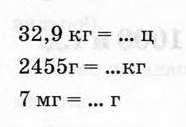 32,9 кг = ... ц
2455г = ...кг
7 мг = ... г